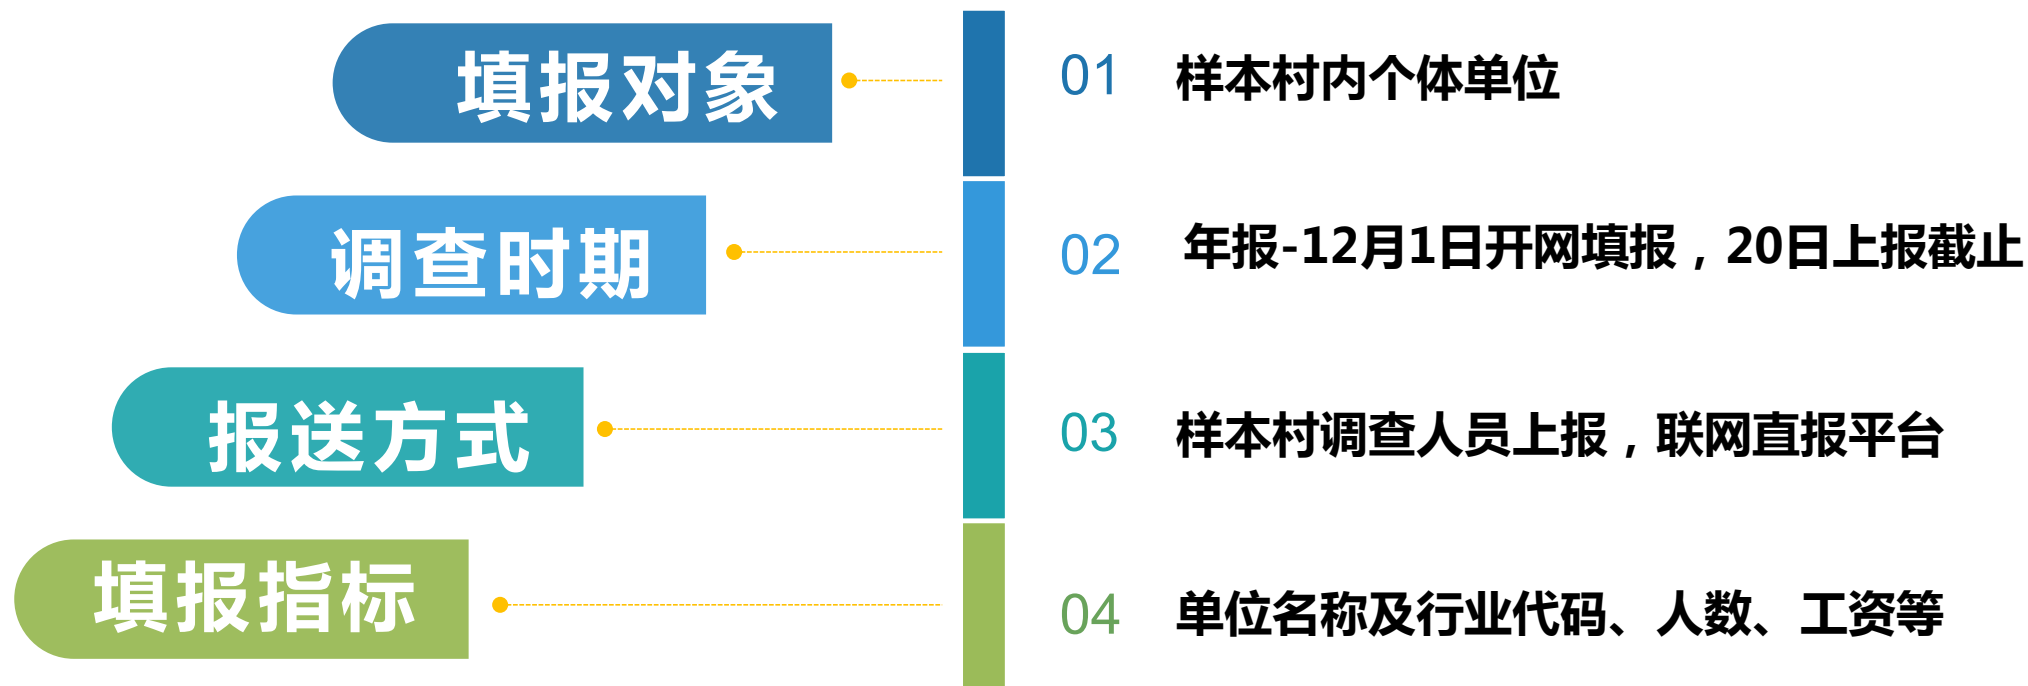 填报对象
01 样本村内个体单位
调查时期
02 年报-12月1日开网填报，20日上报截止
报送方式
03 样本村调查人员上报，联网直报平台
填报指标
04 单位名称及行业代码、人数、工资等